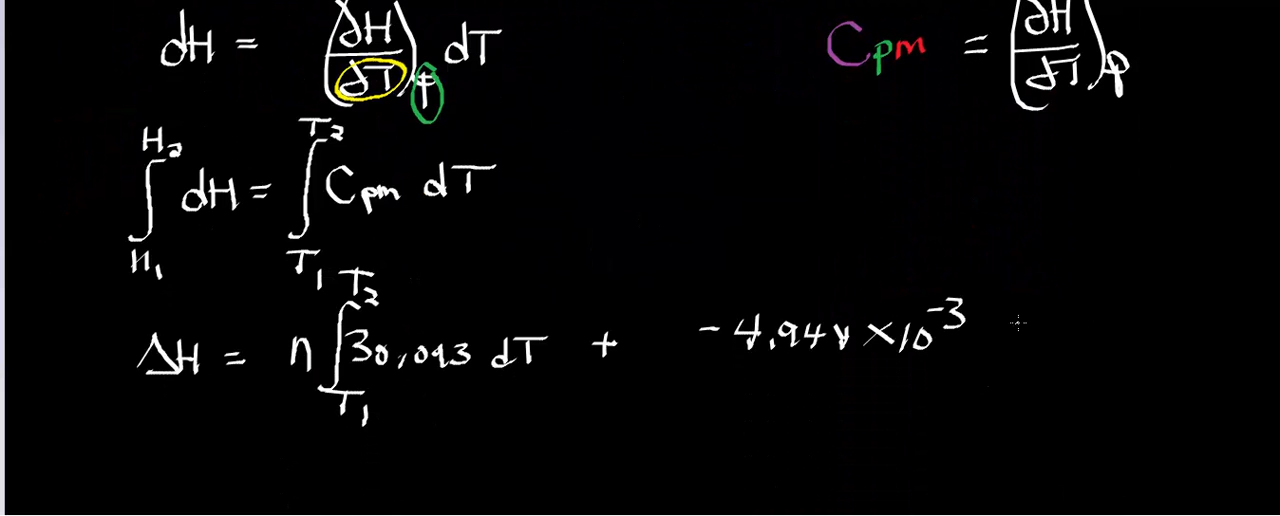 dH = (∂H/∂T)p dT
Cpm = (∂H/∂T)p
∫H₁^H₂ dH = ∫T₁^T₂ Cpm dT
ΔH = n ∫T₁^T₂ 30,093 dT + - 4.944 × 10⁻³